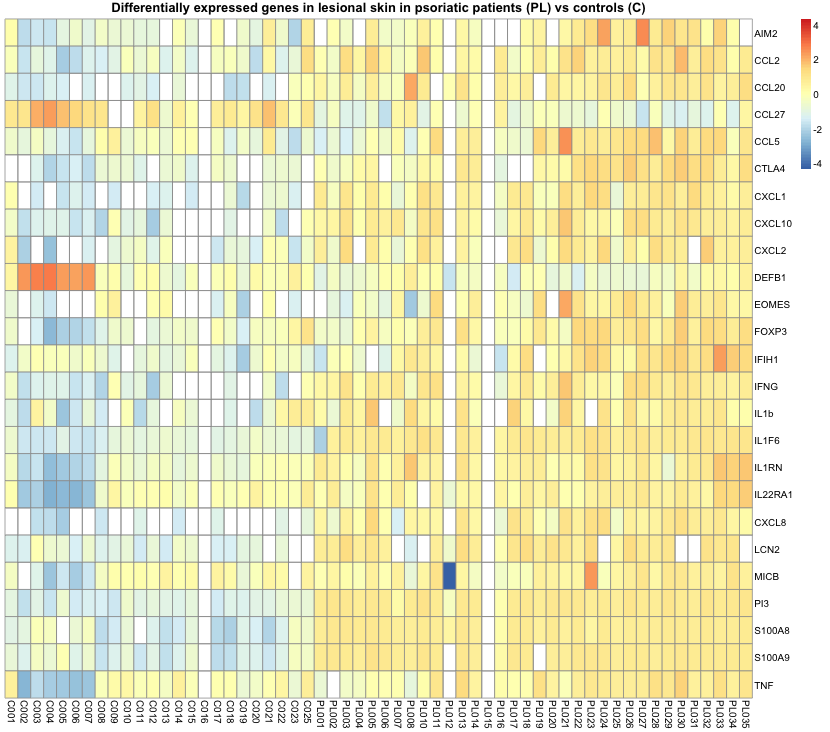 Differentially expressed genes in lesional skin in psoriatic patients (PL) vs controls (C)
4
2
0
-2
-4
AIM2
CCL2
CCL20
CCL27
CCL5
CTLA4
CXCL1
CXCL10
CXCL2
DEFB1
EOMES
FOXP3
IFIH1
IFNG
IL1b
IL1F6
IL1RN
IL22RA1
CXCL8
LCN2
MICB
PI3
S100A8
S100A9
TNF
C001
C002
C003
C004
C005
C006
C007
C008
C009
C010
C011
C012
C013
C014
C015
C016
C017
C018
C019
C020
C021
C022
C023
C025
PL001
PL002
PL003
PL004
PL005
PL006
PL007
PL008
PL010
PL011
PL012
PL013
PL014
PL015
PL016
PL017
PL018
PL019
PL020
PL021
PL022
PL023
PL024
PL025
PL026
PL027
PL028
PL029
PL030
PL031
PL032
PL033
PL034
PL035